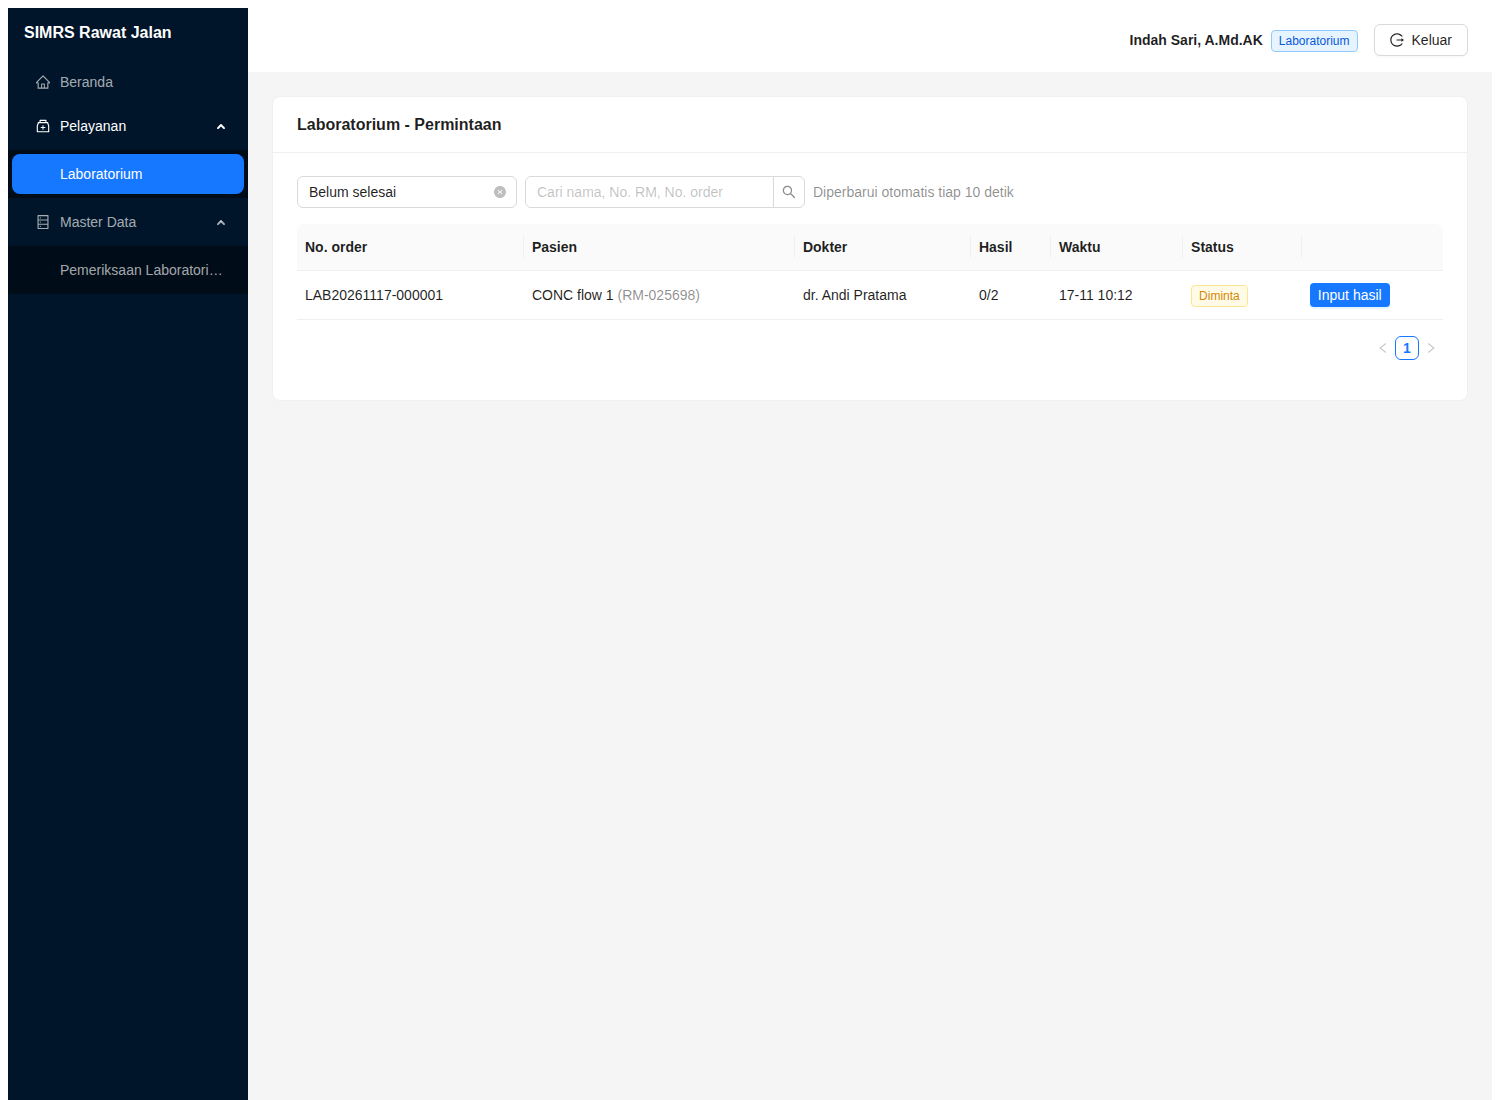 SIMRS Rawat Jalan
Indah Sari, A.Md.AK Laboratorium Keluar
Beranda
Pelayanan
Laboratorium
Master Data
Pemeriksaan Laboratori…
Laboratorium - Permintaan
Belum selesai Cari nama, No. RM, No. order Diperbarui otomatis tiap 10 detik
No. order Pasien Dokter Hasil Waktu Status
LAB20261117-000001 CONC flow 1 (RM-025698) dr. Andi Pratama 0/2 17-11 10:12 Diminta Input hasil
1